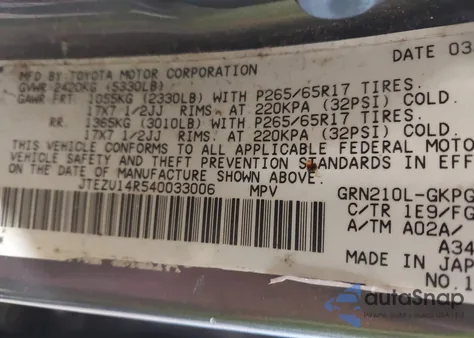 DATE 03
MFD BY TOYOTA MOTOR CORPORATION
GVWR 2420KG (5330LB)
GAWR FRT 1055KG (2330LB) WITH P265/65R17 TIRES.
17X7 1/2JJ RIMS. AT 220KPA (32PSI) COLD.
RR. 1365KG (3010LB) WITH P265/65R17 TIRES.
17X7 1/2JJ RIMS. AT 220KPA (32PSI) COLD.
THIS VEHICLE CONFORMS TO ALL APPLICABLE FEDERAL MOTO
VEHICLE SAFETY AND THEFT PREVENTION STANDARDS IN EFF
ON THE DATE OF MANUFACTURE SHOWN ABOVE.
JTEZU14R540033006 MPV
GRN210L-GKPG
C/TR 1E9/FG
A/TM A02A/
A34
MADE IN JAP
NO.1
autaSnap